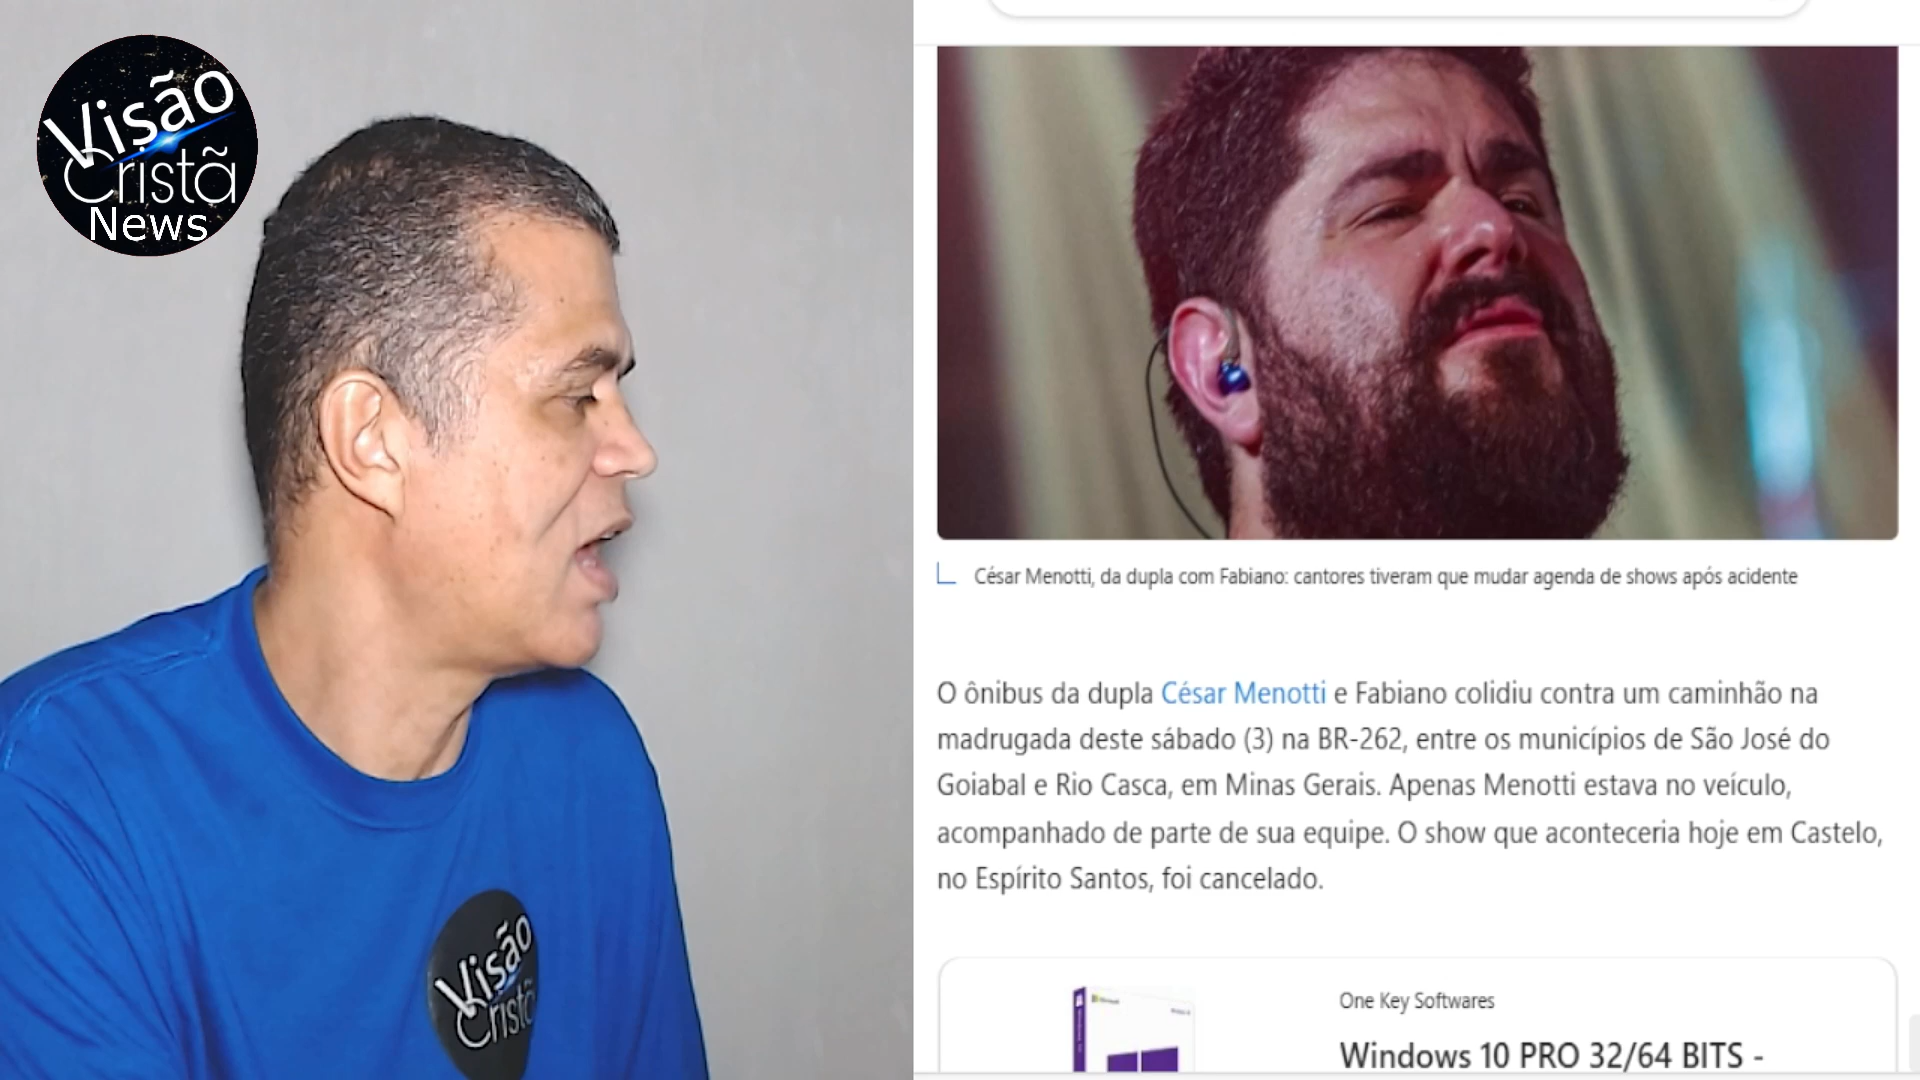 Visão
Cristã
News
César Menotti, da dupla com Fabiano: cantores tiveram que mudar agenda de shows após acidente
O ônibus da dupla César Menotti e Fabiano colidiu contra um caminhão na
madrugada deste sábado (3) na BR-262, entre os municípios de São José do
Goiabal e Rio Casca, em Minas Gerais. Apenas Menotti estava no veículo,
acompanhado de parte de sua equipe. O show que aconteceria hoje em Castelo,
no Espírito Santos, foi cancelado.
Visão
Cristã
One Key Softwares
Windows 10 PRO 32/64 BITS -